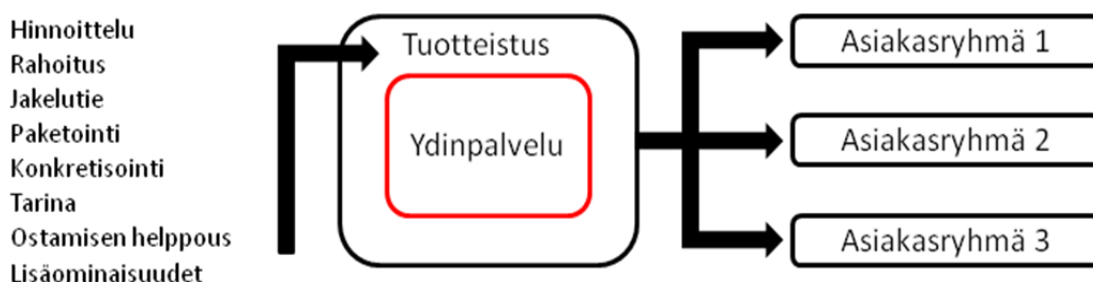 Hinnoittelu
Rahoitus
Jakelutie
Paketointi
Konkretisointi
Tarina
Ostamisen helppous
Lisäominaisuudet
Tuotteistus
Ydinpalvelu
Asiakasryhmä 1
Asiakasryhmä 2
Asiakasryhmä 3